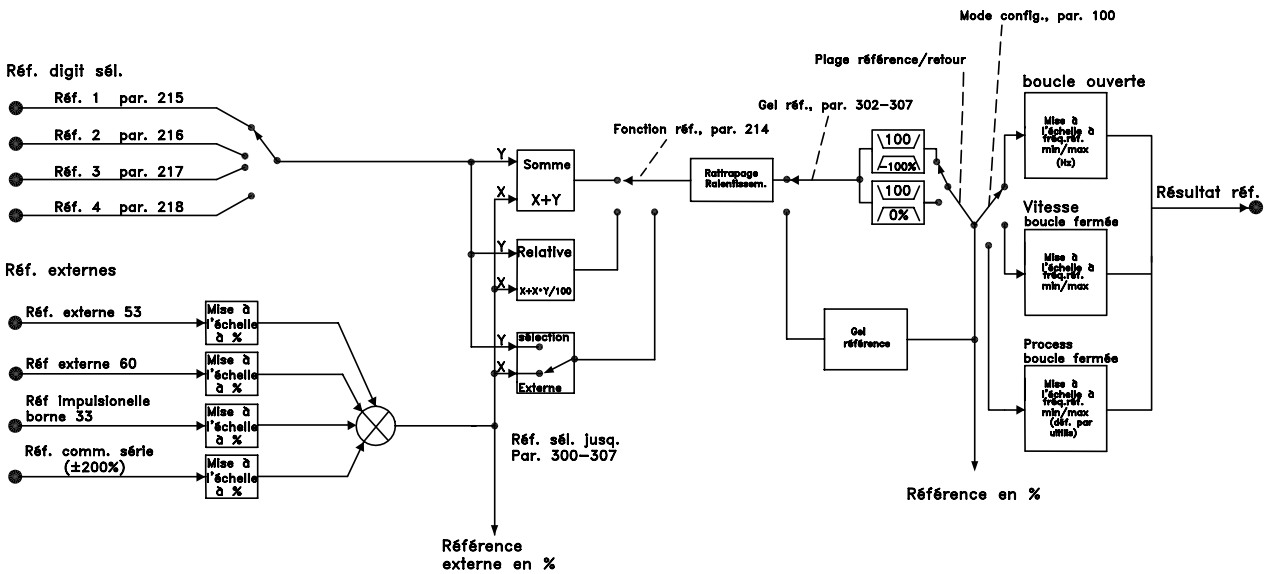 Mode config., par. 100
Plage référence/retour
Réf. digit sél.
boucle ouverte
Réf. 1 par. 215
Gel réf., par. 302-307
Mise à
l'échelle à
fréq.réf.
min/max
(Hz)
Fonction réf., par. 214
Réf. 2 par. 216
100
-100%
Y
Somme
X
X+Y
Rattrapage
Ralentissem.
Réf. 3 par. 217
100
0%
Résultat réf.
Réf. 4 par. 218
Vitesse
boucle fermée
Mise à
l'échelle à
fréq.réf.
min/max
Y
Relative
X
X+X*Y/100
Réf. externes
Réf. externe 53
Mise à
l'échelle
à %
Gel
référence
Y
sélection
X
Externe
Process
boucle fermée
Réf externe 60
Mise à
l'échelle
à %
Mise à
l'échelle à
fréq.réf.
min/max
(déf. par
ultilis)
Réf impulsionelle
borne 33
Mise à
l'échelle
à %
Réf. sél. jusq.
Par. 300-307
Réf. comm. série
(±200%)
Mise à
l'échelle
à %
Référence en %
Référence
externe en %